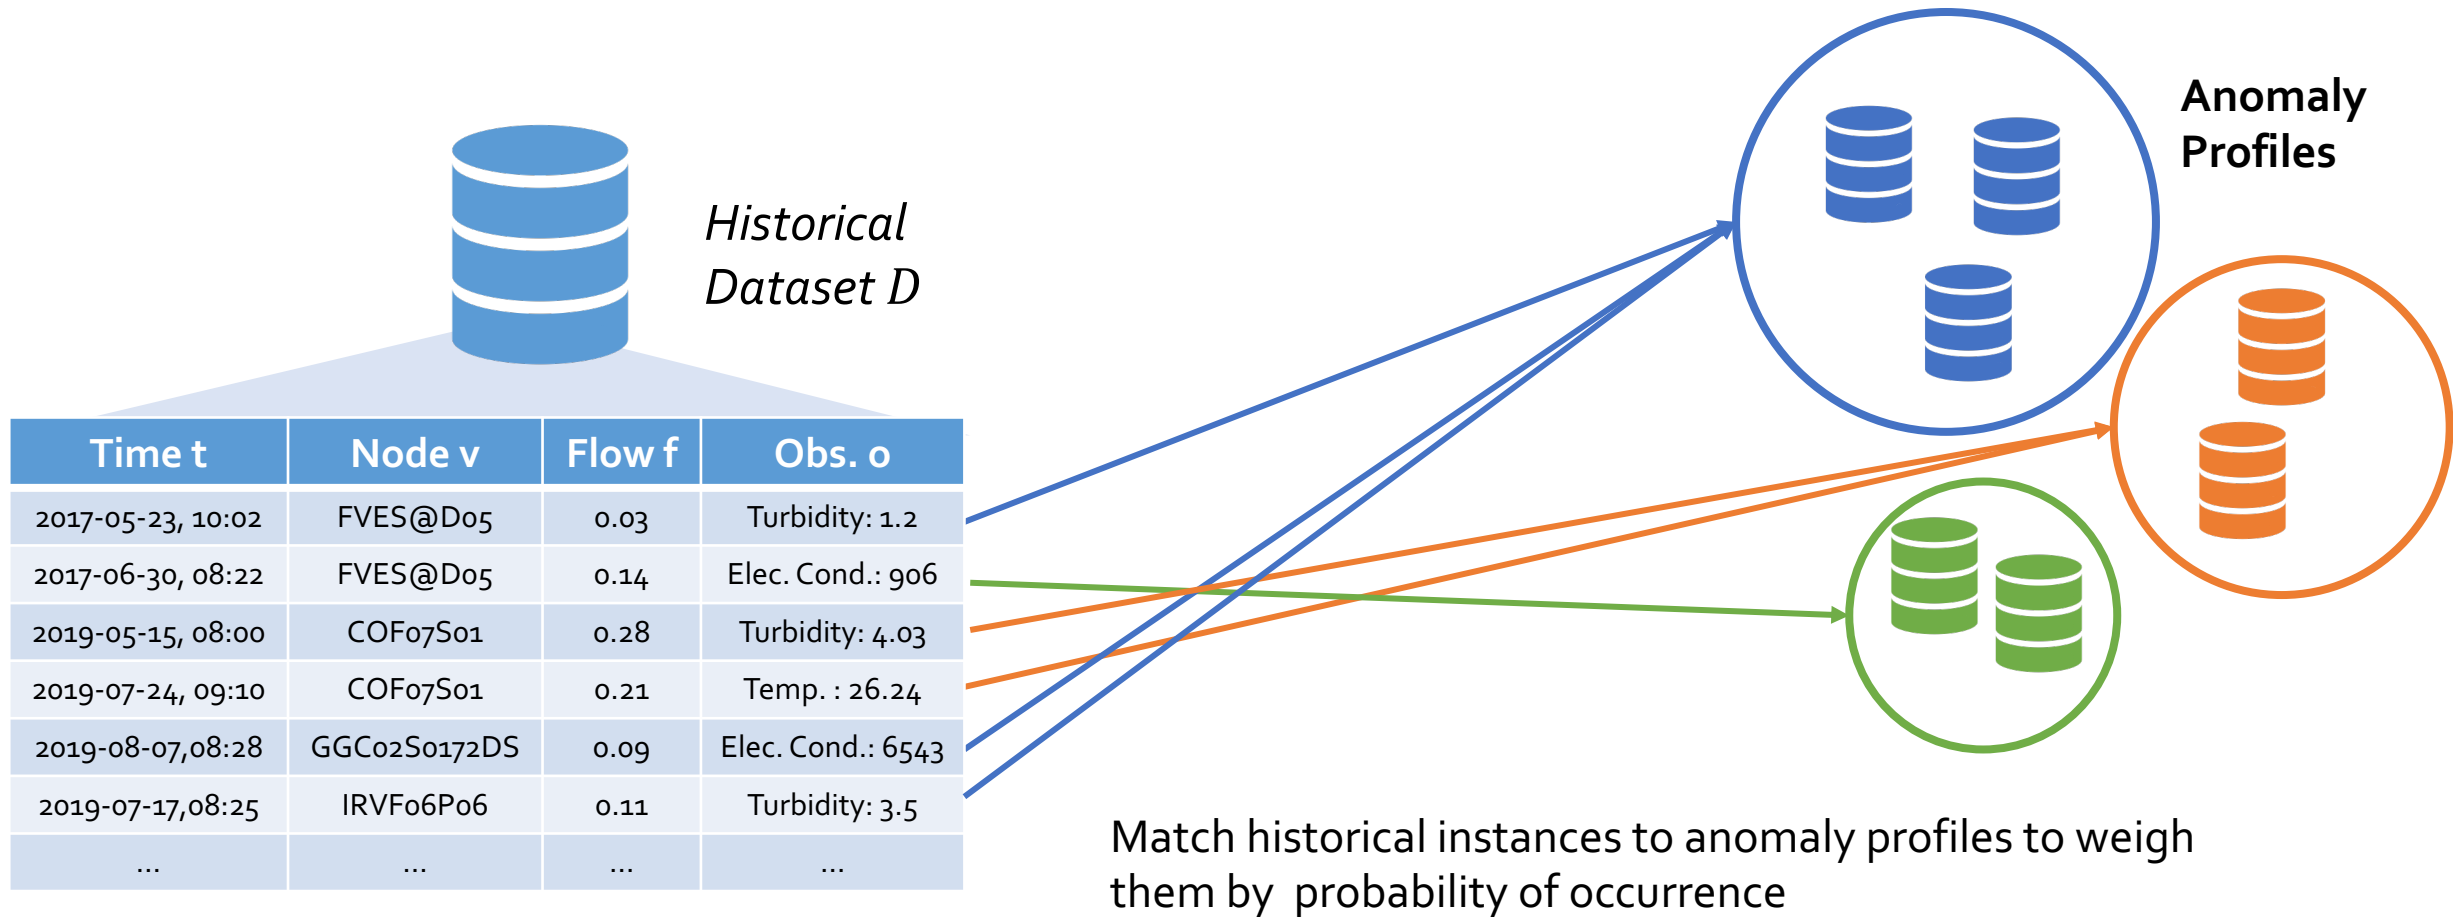 Anomaly
Profiles
Historical
Dataset D
Time t Node v Flow f Obs. o
2017-05-23, 10:02 FVES@D05 0.03 Turbidity: 1.2
2017-06-30, 08:22 FVES@D05 0.14 Elec. Cond.: 906
2019-05-15, 08:00 COF07S01 0.28 Turbidity: 4.03
2019-07-24, 09:10 COF07S01 0.21 Temp. : 26.24
2019-08-07,08:28 GGC02S0172DS 0.09 Elec. Cond.: 6543
2019-07-17,08:25 IRVF06P06 0.11 Turbidity: 3.5
... ... ... ...
Match historical instances to anomaly profiles to weigh
them by probability of occurrence